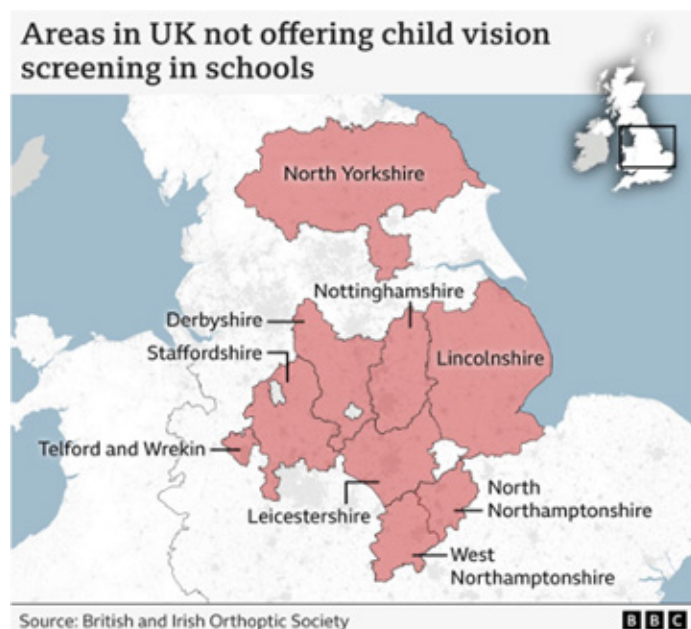 Areas in UK not offering child vision
screening in schools
North Yorkshire
Nottinghamshire
Derbyshire
Staffordshire
Lincolnshire
Telford and Wrekin
North
Northamptonshire
Leicestershire
West
Northamptonshire
Source: British and Irish Orthoptic Society
BBC